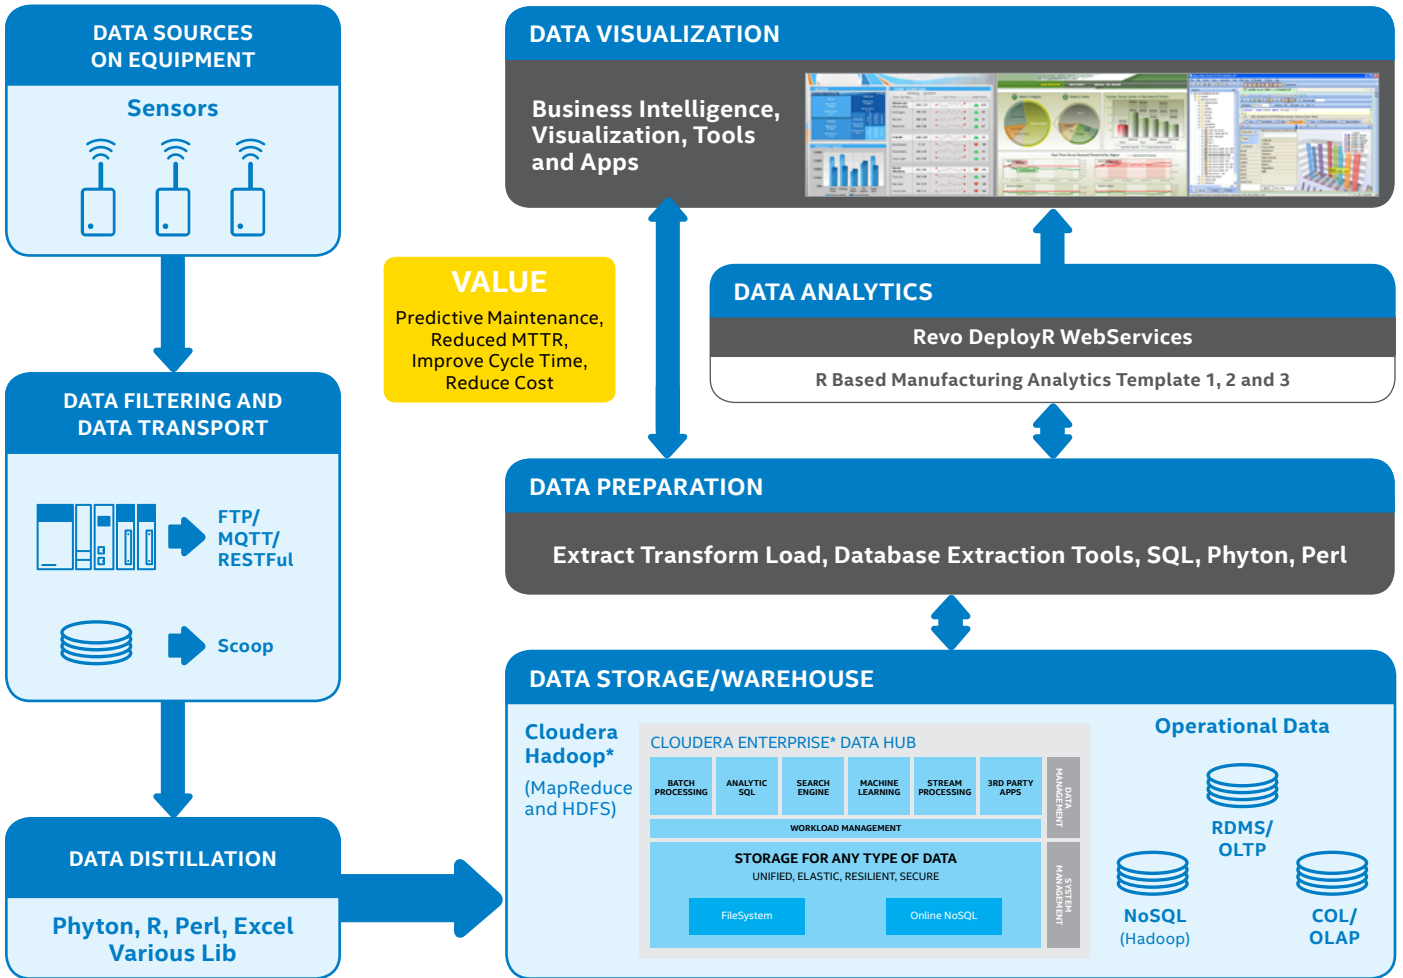 DATA SOURCES
ON EQUIPMENT
Sensors
DATA FILTERING AND
DATA TRANSPORT
FTP/
MQTT/
RESTFul
Scoop
DATA DISTILLATION
Phyton, R, Perl, Excel
Various Lib
DATA VISUALIZATION
Business Intelligence,
Visualization, Tools
and Apps
VALUE
Predictive Maintenance,
Reduced MTTR,
Improve Cycle Time,
Reduce Cost
DATA ANALYTICS
Revo DeployR WebServices
R Based Manufacturing Analytics Template 1, 2 and 3
DATA PREPARATION
Extract Transform Load, Database Extraction Tools, SQL, Phyton, Perl
DATA STORAGE/WAREHOUSE
Cloudera
Hadoop*
(MapReduce
and HDFS)
CLOUDERA ENTERPRISE* DATA HUB
BATCH
PROCESSING
ANALYTIC
SQL
SEARCH
ENGINE
MACHINE
LEARNING
STREAM
PROCESSING
3RD PARTY
APPS
DATA
MANAGEMENT
WORKLOAD MANAGEMENT
STORAGE FOR ANY TYPE OF DATA
UNIFIED, ELASTIC, RESILIENT, SECURE
FileSystem
Online NoSQL
SYSTEM
MANAGEMENT
Operational Data
RDMS/
OLTP
NoSQL
(Hadoop)
COL/
OLAP